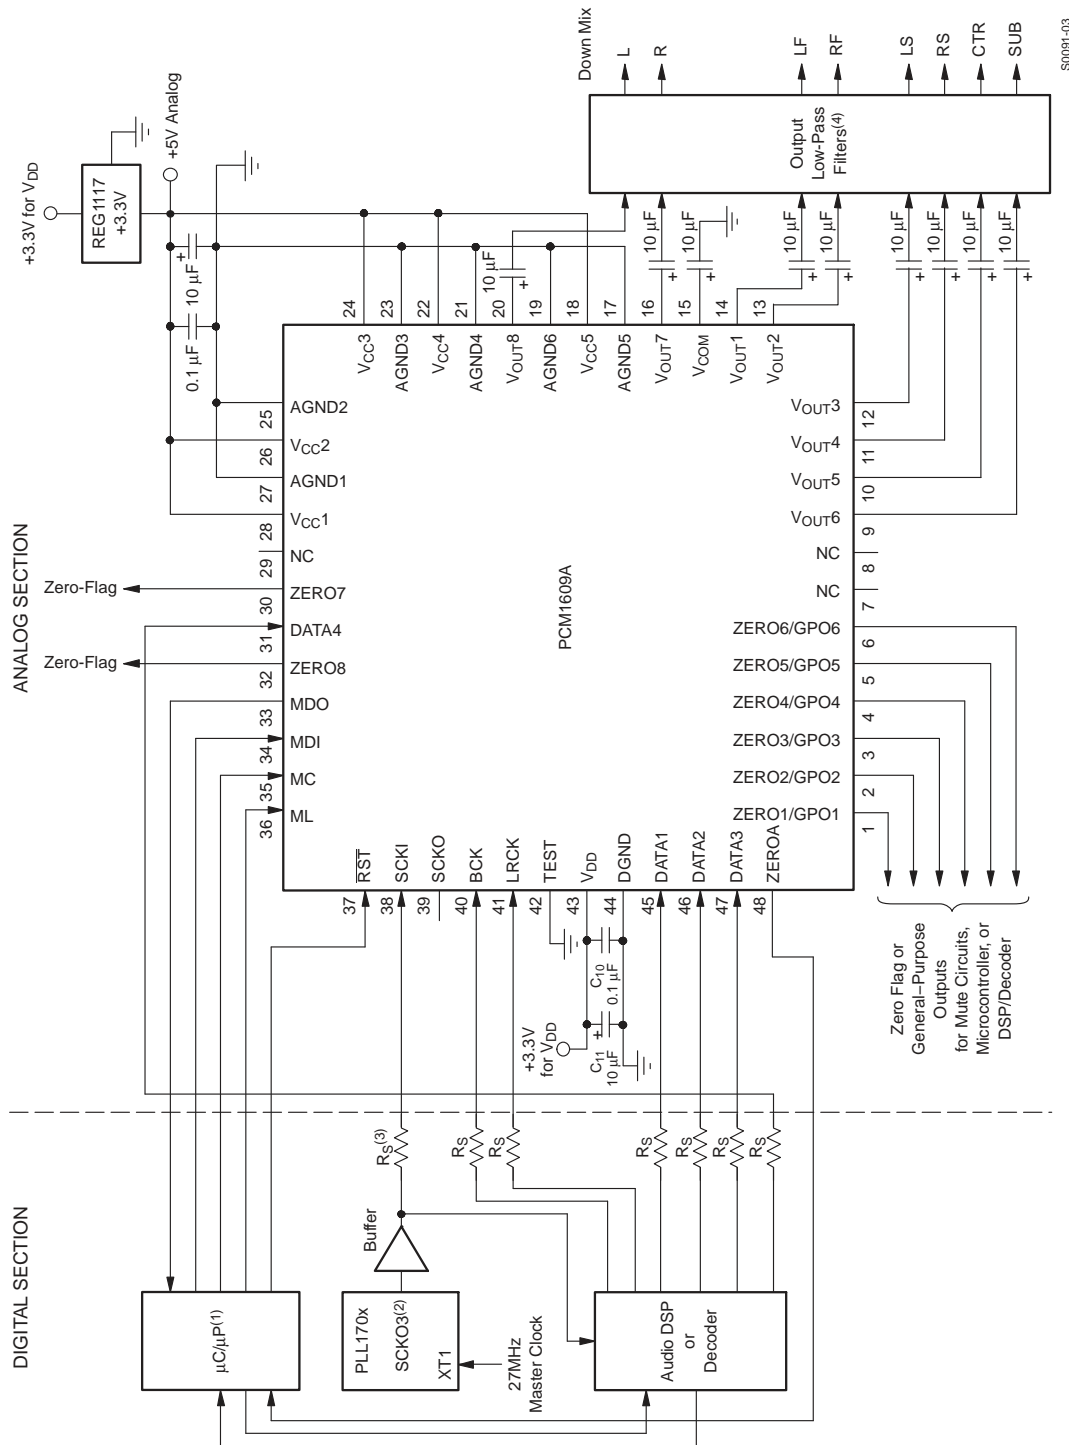 ANALOG SECTION
DIGITAL SECTION
+3.3V for VDD
REG1117
+3.3V
+5V Analog
0.1 µF
10 µF
+
Down Mix
L
R
LF
RF
LS
RS
CTR
SUB
Output
Low-Pass
Filters(4)
10 µF
+
10 µF
+
10 µF
+
10 µF
+
10 µF
+
10 µF
+
10 µF
+
10 µF
+
10 µF
+
24
23
22
21
20
19
18
17
16
15
14
13
VCC3
AGND3
VCC4
AGND4
VOUT8
AGND6
VCC5
AGND5
VOUT7
VCOM
VOUT1
VOUT2
25
AGND2
26
VCC2
27
AGND1
28
VCC1
29
NC
30
ZERO7
31
DATA4
32
ZERO8
33
MDO
34
MDI
35
MC
36
ML
Zero-Flag
Zero-Flag
PCM1609A
VOUT3
12
VOUT4
11
VOUT5
10
VOUT6
9
NC
8
NC
7
ZERO6/GPO6
6
ZERO5/GPO5
5
ZERO4/GPO4
4
ZERO3/GPO3
3
ZERO2/GPO2
2
ZERO1/GPO1
1
RST
SCKI
SCKO
BCK
LRCK
TEST
VDD
DGND
DATA1
DATA2
DATA3
ZEROA
37
38
39
40
41
42
43
44
45
46
47
48
C10
0.1 µF
+3.3V
for VDD
+
C11
10 µF
Zero Flag or
General–Purpose
Outputs
for Mute Circuits,
Microcontroller, or
DSP/Decoder
RS(3)
RS
RS
RS
RS
RS
RS
Buffer
µC/µP(1)
PLL170x
SCKO3(2)
XT1
27MHz
Master Clock
Audio DSP
or
Decoder
S0091-03